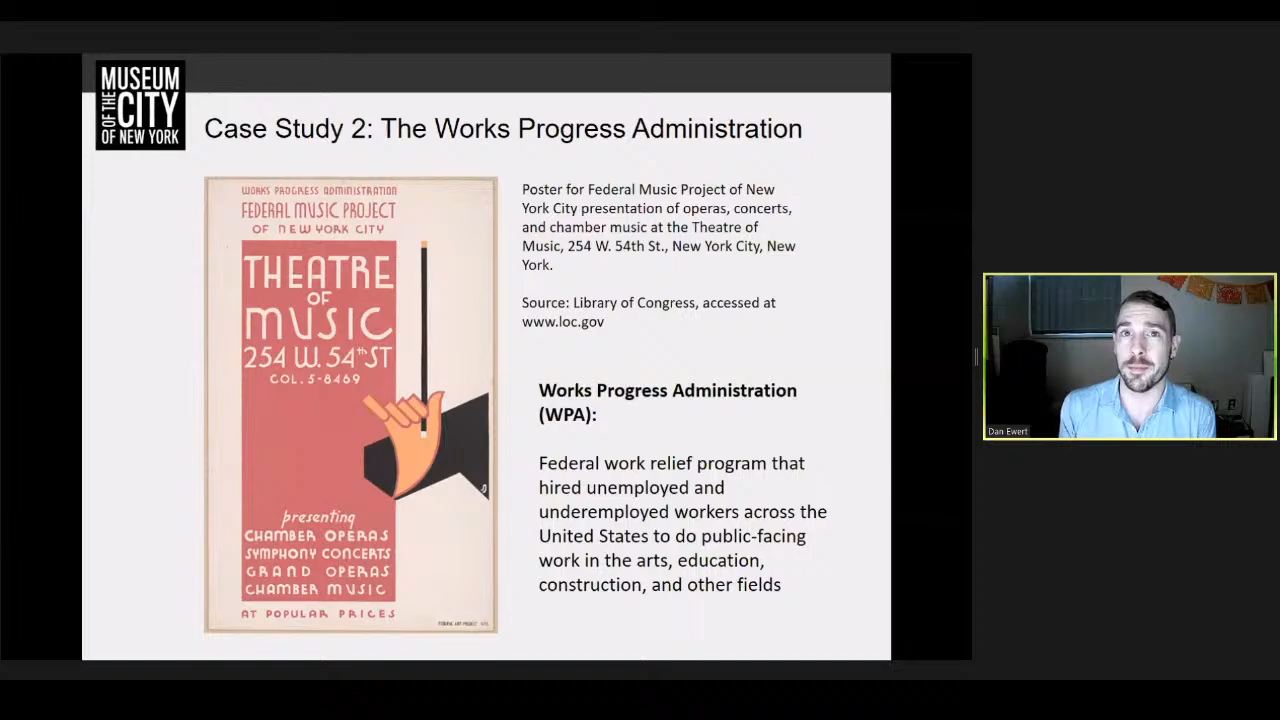 MUSEUM
OF THE
CITY
OF NEW YORK
Case Study 2: The Works Progress Administration
WORKS PROGRESS ADMINISTRATION
FEDERAL MUSIC PROJECT
OF NEW YORK CITY
THEATRE
OF
MUSIC
254 W. 54th ST
COL. 5-8469
presenting
CHAMBER OPERAS
SYMPHONY CONCERTS
GRAND OPERAS
CHAMBER MUSIC
AT POPULAR PRICES
FEDERAL ART PROJECT
Poster for Federal Music Project of New
York City presentation of operas, concerts,
and chamber music at the Theatre of
Music, 254 W. 54th St., New York City, New
York.
Source: Library of Congress, accessed at
www.loc.gov
Works Progress Administration
(WPA):
Federal work relief program that
hired unemployed and
underemployed workers across the
United States to do public-facing
work in the arts, education,
construction, and other fields
Dan Ewert